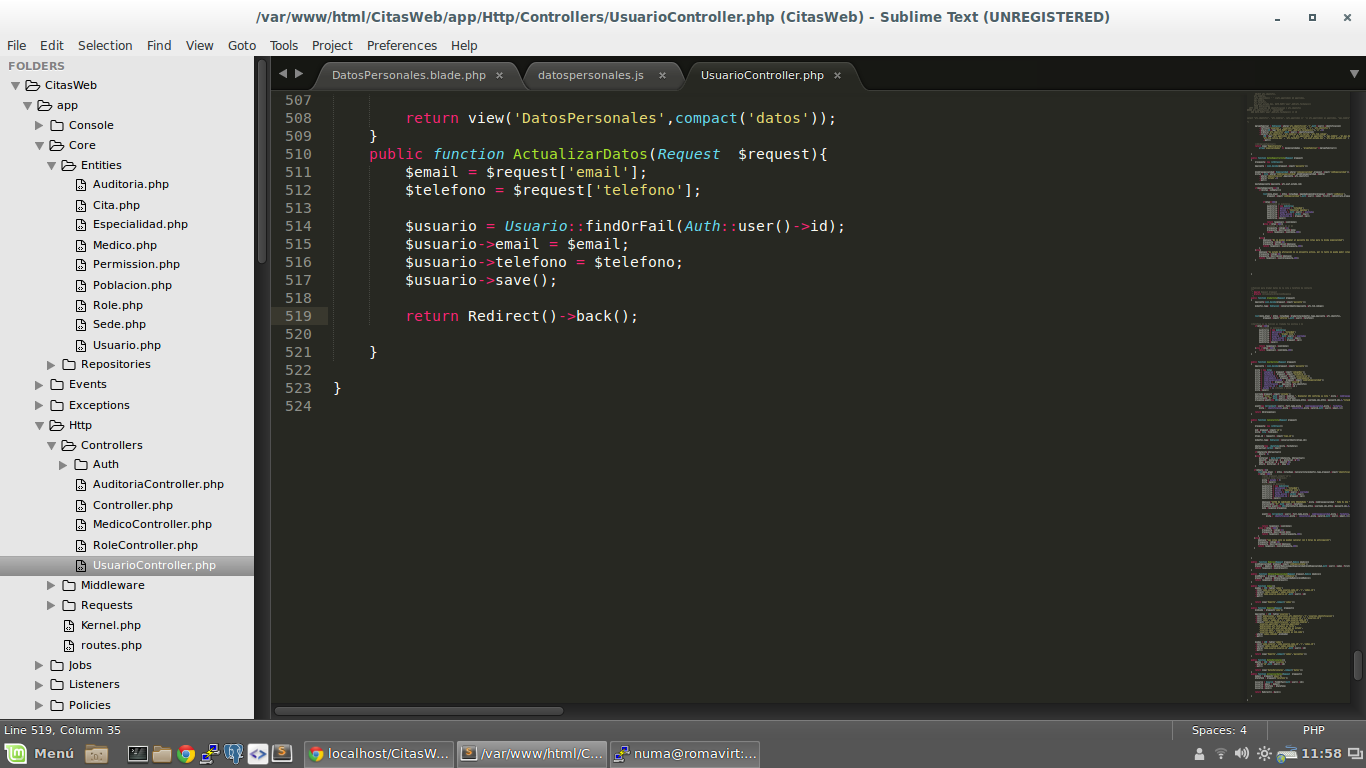 /var/www/html/CitasWeb/app/Http/Controllers/UsuarioController.php (CitasWeb) - Sublime Text (UNREGISTERED)
File Edit Selection Find View Goto Tools Project Preferences Help
FOLDERS
CitasWeb
app
Console
Core
Entities
Auditoria.php
Cita.php
Especialidad.php
Medico.php
Permission.php
Poblacion.php
Role.php
Sede.php
Usuario.php
Repositories
Events
Exceptions
Http
Controllers
Auth
AuditoriaController.php
Controller.php
MedicoController.php
RoleController.php
UsuarioController.php
Middleware
Requests
Kernel.php
routes.php
Jobs
Listeners
Policies
DatosPersonales.blade.php × datospersonales.js × UsuarioController.php ×
507
508 return view('DatosPersonales',compact('datos'));
509 }
510 public function ActualizarDatos(Request  $request){
511 $email = $request['email'];
512 $telefono = $request['telefono'];
513
514 $usuario = Usuario::findOrFail(Auth::user()->id);
515 $usuario->email = $email;
516 $usuario->telefono = $telefono;
517 $usuario->save();
518
519 return Redirect()->back();
520
521 }
522
523 }
524
Line 519, Column 35 Spaces: 4 PHP
Menú localhost/CitasW... /var/www/html/C... numa@romavirt:... 11:58